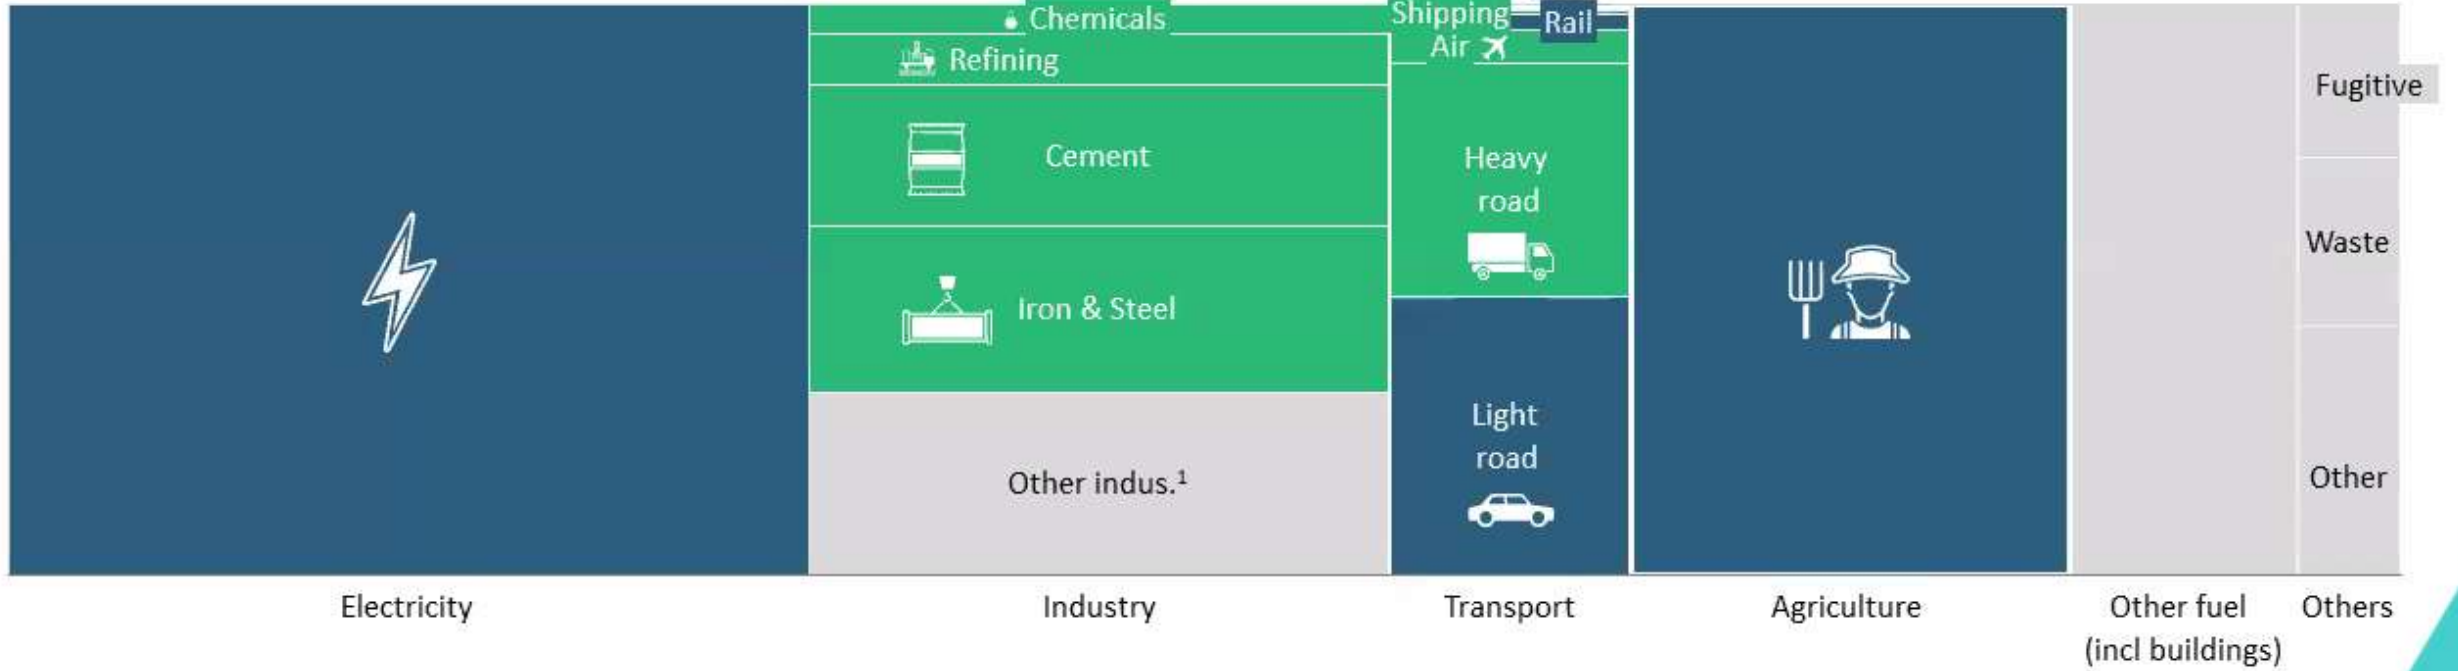 Chemicals
Refining
Cement
Iron & Steel
Other indus.¹
Shipping
Rail
Air
Heavy
road
Light
road
Fugitive
Waste
Other
Electricity
Industry
Transport
Agriculture
Other fuel
(incl buildings)
Others